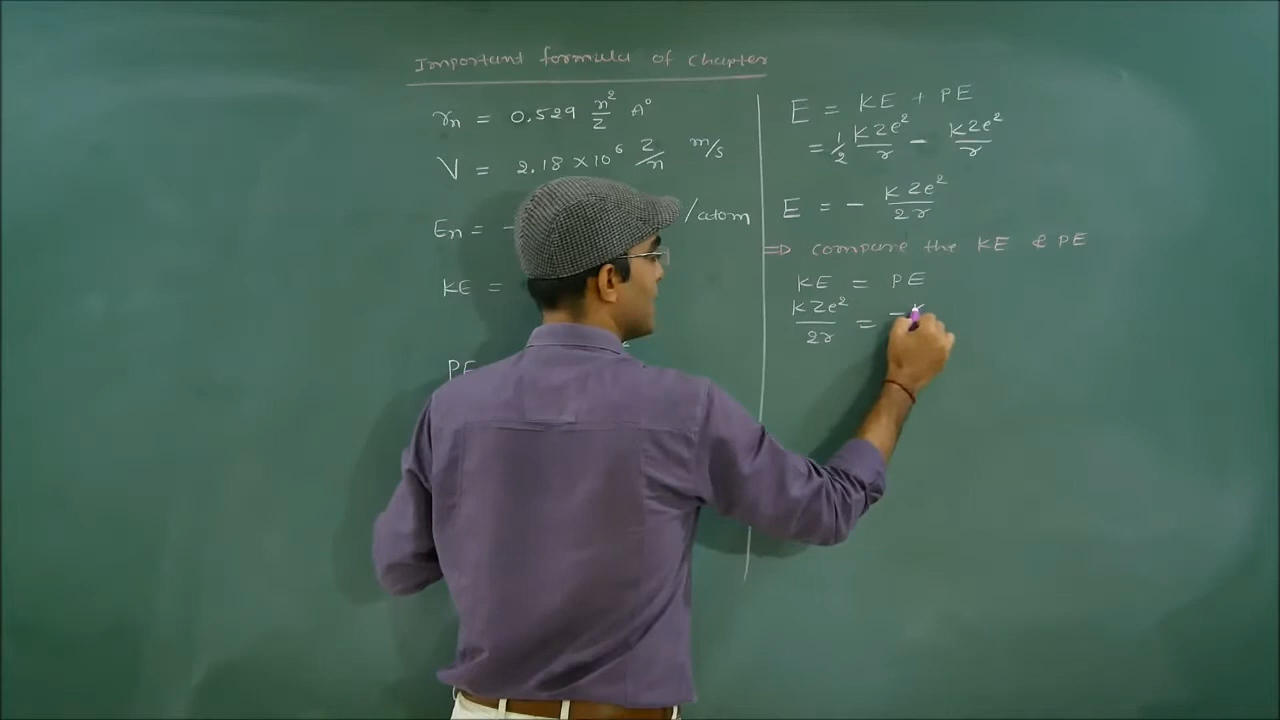 Important formula of chapter
rn = 0.529 n²/Z A°
V = 2.18 × 10⁶ Z/n m/s
En = - /atom
KE =
PE
E = KE + PE
= 1/2 KZe²/r - KZe²/r
E = - KZe²/2r
⇒ compare the KE & PE
KE = PE
KZe²/2r = -